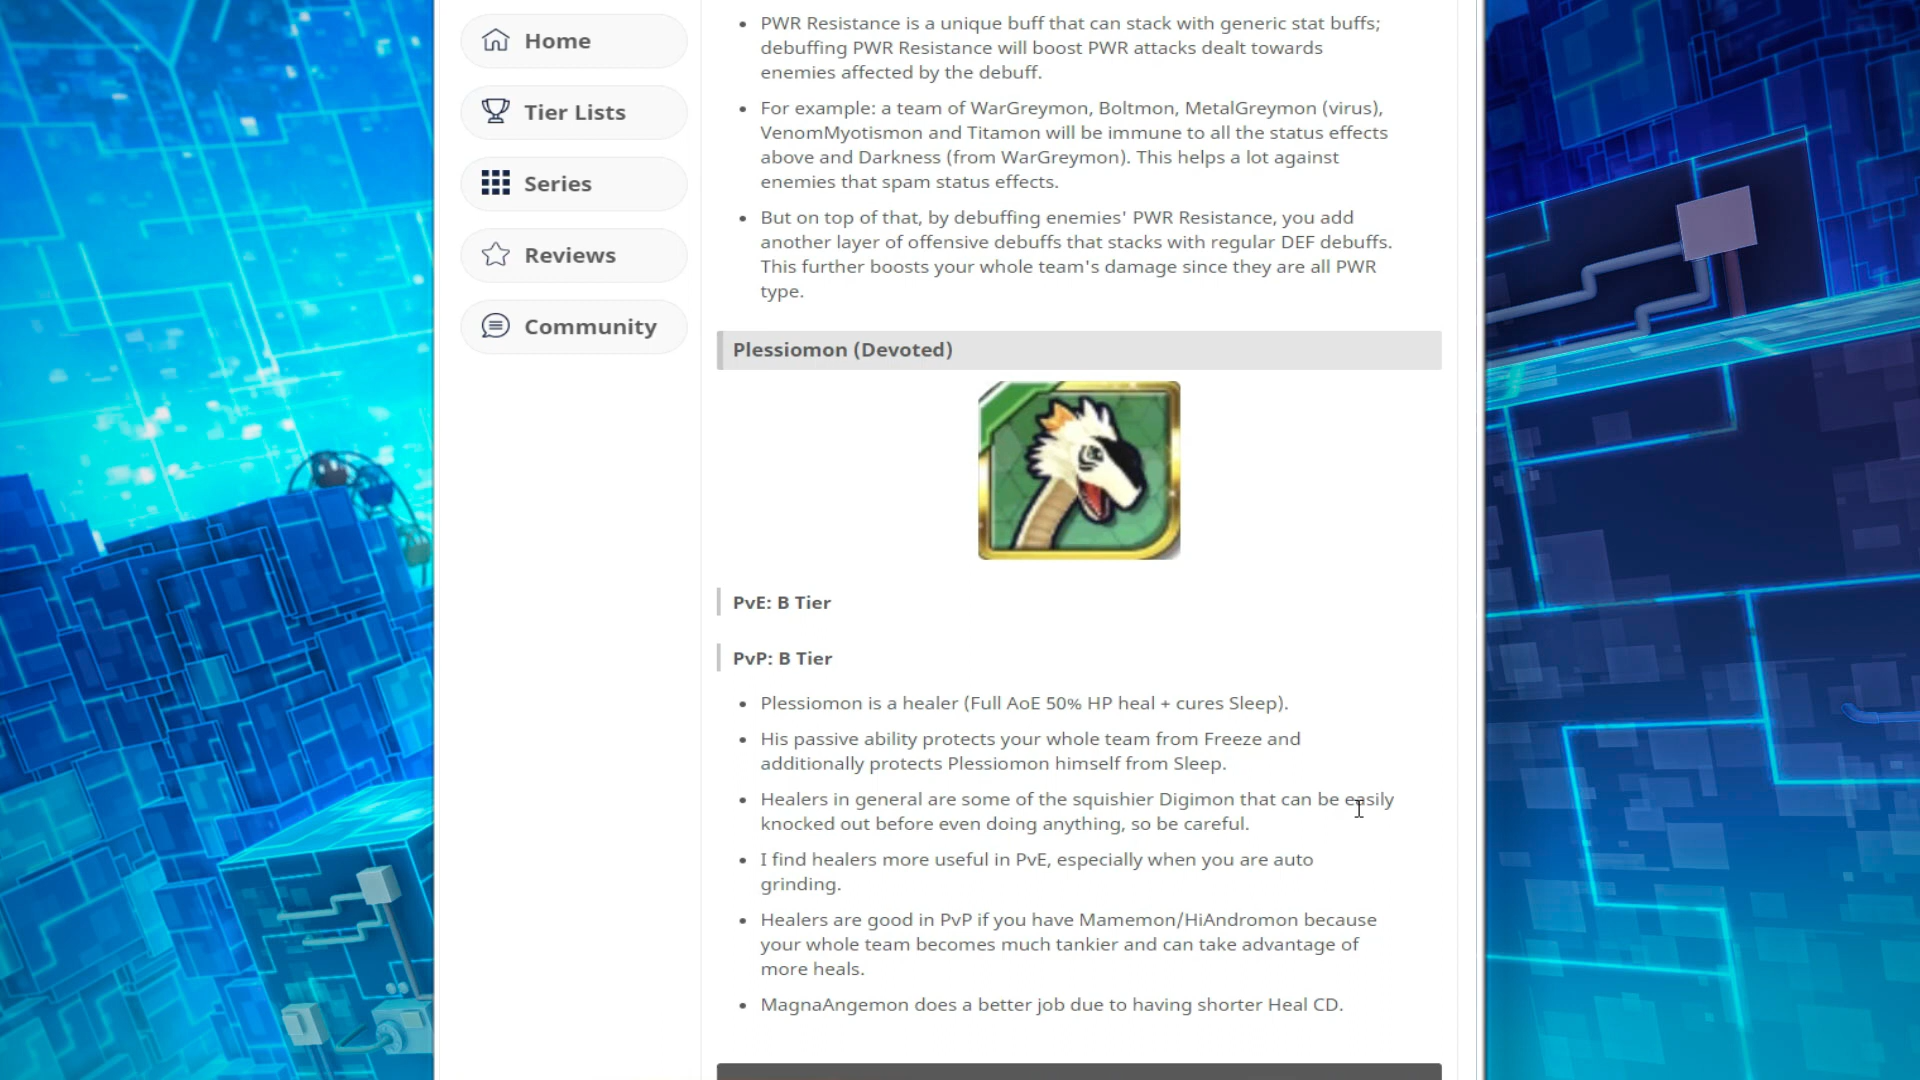 Home
Tier Lists
Series
Reviews
Community
PWR Resistance is a unique buff that can stack with generic stat buffs;
debuffing PWR Resistance will boost PWR attacks dealt towards
enemies affected by the debuff.
For example: a team of WarGreymon, Boltmon, MetalGreymon (virus),
VenomMyotismon and Titamon will be immune to all the status effects
above and Darkness (from WarGreymon). This helps a lot against
enemies that spam status effects.
But on top of that, by debuffing enemies' PWR Resistance, you add
another layer of offensive debuffs that stacks with regular DEF debuffs.
This further boosts your whole team's damage since they are all PWR
type.
Plessiomon (Devoted)
PvE: B Tier
PvP: B Tier
Plessiomon is a healer (Full AoE 50% HP heal + cures Sleep).
His passive ability protects your whole team from Freeze and
additionally protects Plessiomon himself from Sleep.
Healers in general are some of the squishier Digimon that can be easily
knocked out before even doing anything, so be careful.
I find healers more useful in PvE, especially when you are auto
grinding.
Healers are good in PvP if you have Mamemon/HiAndromon because
your whole team becomes much tankier and can take advantage of
more heals.
MagnaAngemon does a better job due to having shorter Heal CD.